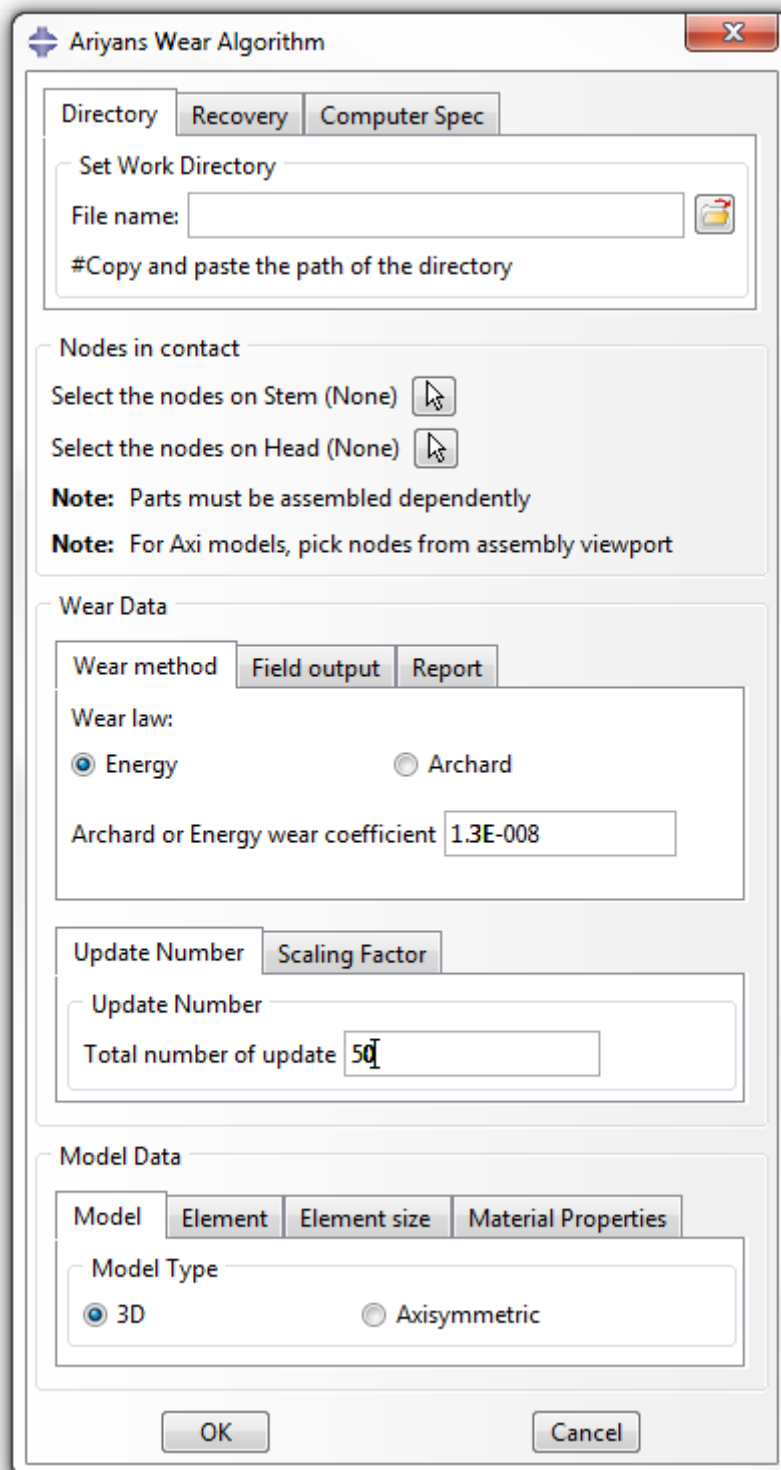 Ariyans Wear Algorithm
Directory Recovery Computer Spec
Set Work Directory
File name:
#Copy and paste the path of the directory
Nodes in contact
Select the nodes on Stem (None)
Select the nodes on Head (None)
Note: Parts must be assembled dependently
Note: For Axi models, pick nodes from assembly viewport
Wear Data
Wear method Field output Report
Wear law:
Energy Archard
Archard or Energy wear coefficient 1.3E-008
Update Number Scaling Factor
Update Number
Total number of update 50
Model Data
Model Element Element size Material Properties
Model Type
3D Axisymmetric
OK Cancel